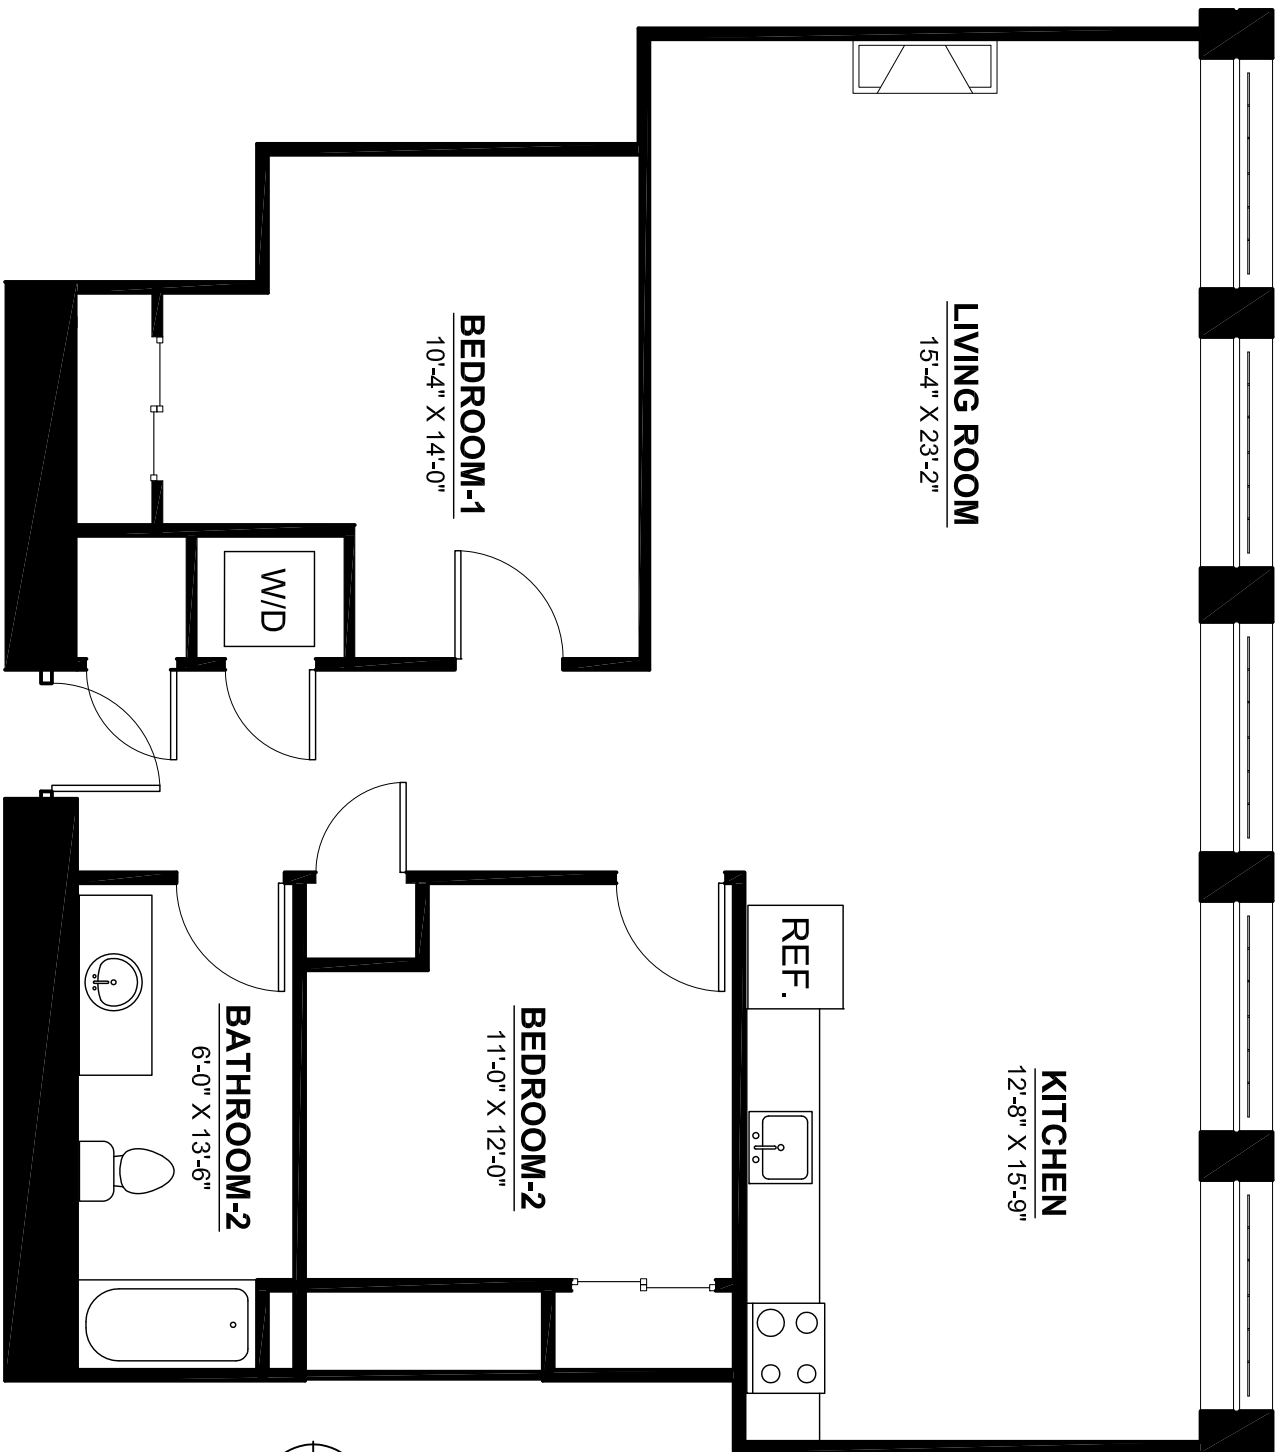 LIVING ROOM
15'-4" X 23'-2"
KITCHEN
12'-8" X 15'-9"
REF.
BEDROOM-1
10'-4" X 14'-0"
BEDROOM-2
11'-0" X 12'-0"
W/D
BATHROOM-2
6'-0" X 13'-6"